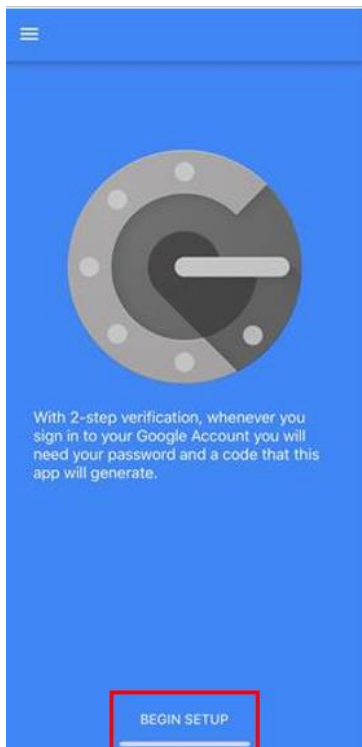 With 2-step verification, whenever you
sign in to your Google Account you will
need your password and a code that this
app will generate.
BEGIN SETUP